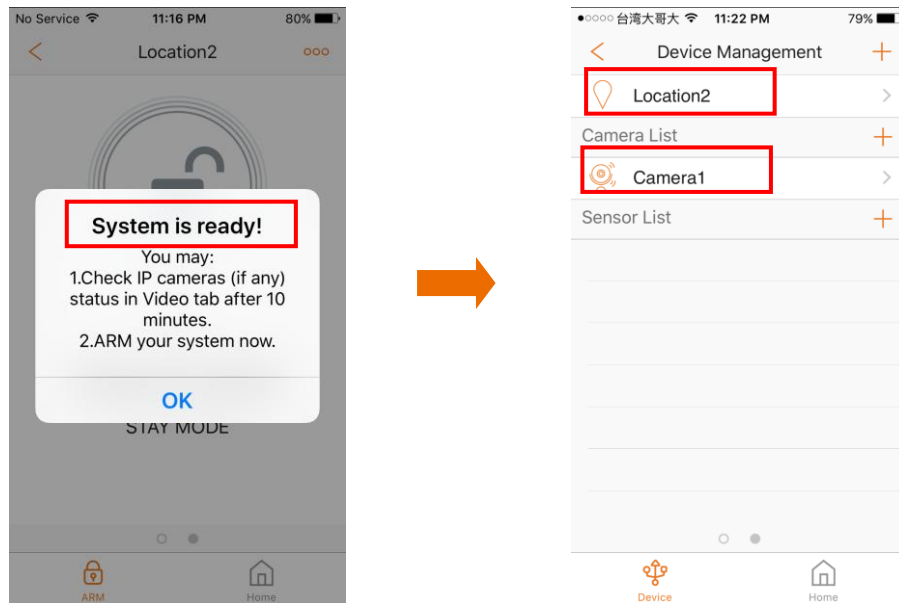 No Service 11:16 PM 80%
Location2
System is ready!
You may:
1.Check IP cameras (if any)
status in Video tab after 10
minutes.
2.ARM your system now.
OK
STAY MODE
ARM Home
台湾大哥大 11:22 PM 79%
Device Management
Location2
Camera List
Camera1
Sensor List
Device Home